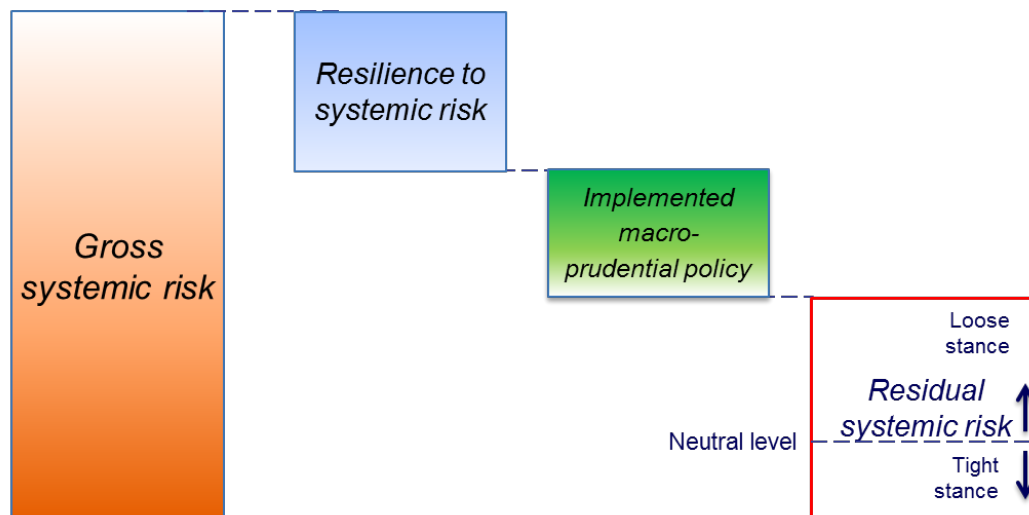 Gross
systemic risk
Resilience to
systemic risk
Implemented
macro-
prudential policy
Loose
stance
Residual
systemic risk
Neutral level
Tight
stance